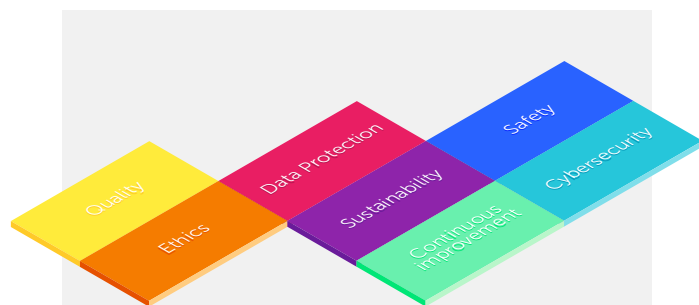 Quality
Ethics
Data Protection
Sustainability
Continuous
improvement
Safety
Cybersecurity